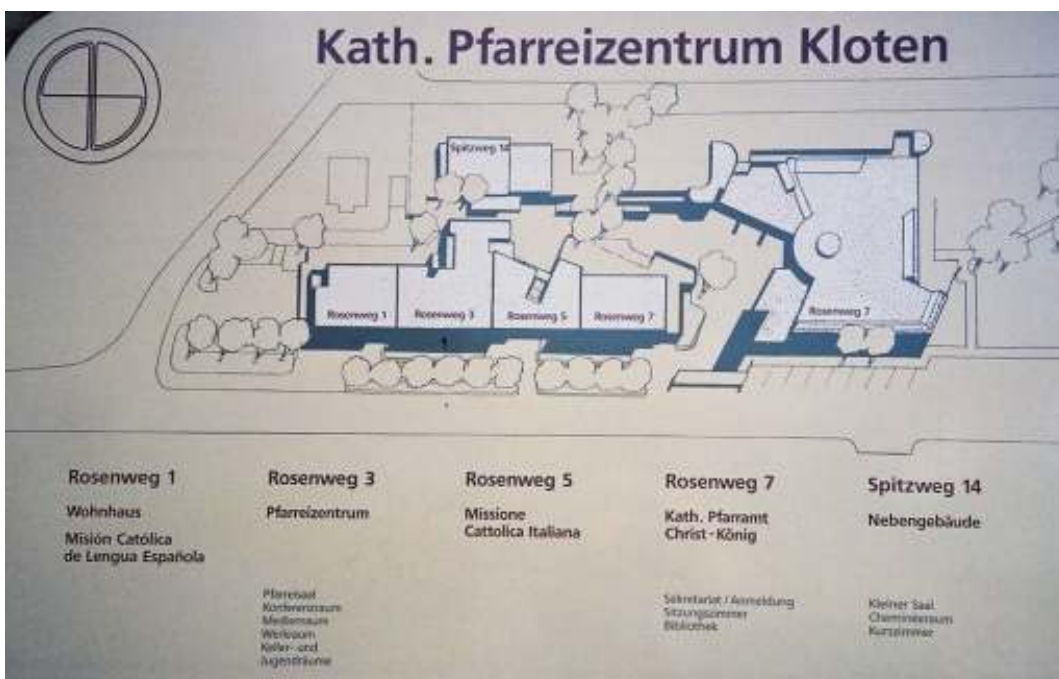 Kath. Pfarreizentrum Kloten
Spitzweg 14
Rosenweg 1
Rosenweg 3
Rosenweg 5
Rosenweg 7
Rosenweg 7
Rosenweg 1
Wohnhaus
Misión Católica
de Lengua Española
Rosenweg 3
Pfarreizentrum
Pfarreisaal
Konferenzraum
Medienraum
Werkraum
Keller- und
Jugendräume
Rosenweg 5
Missione
Cattolica Italiana
Rosenweg 7
Kath. Pfarramt
Christ-König
Sekretariat / Anmeldung
Sitzungszimmer
Bibliothek
Spitzweg 14
Nebengebäude
Kleiner Saal
Cheminéeraum
Kurszimmer